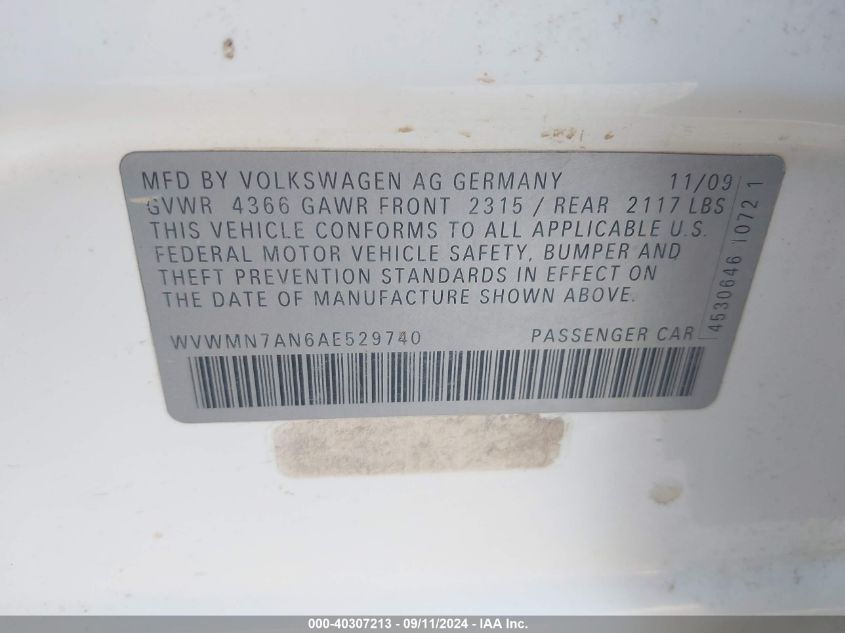 MFD BY VOLKSWAGEN AG GERMANY 11/09
GVWR 4366 GAWR FRONT 2315 / REAR 2117 LBS
THIS VEHICLE CONFORMS TO ALL APPLICABLE U.S.
FEDERAL MOTOR VEHICLE SAFETY, BUMPER AND
THEFT PREVENTION STANDARDS IN EFFECT ON
THE DATE OF MANUFACTURE SHOWN ABOVE.
WVWMN7AN6AE529740 PASSENGER CAR
4530646 10721
000-40307213 - 09/11/2024 - IAA Inc.